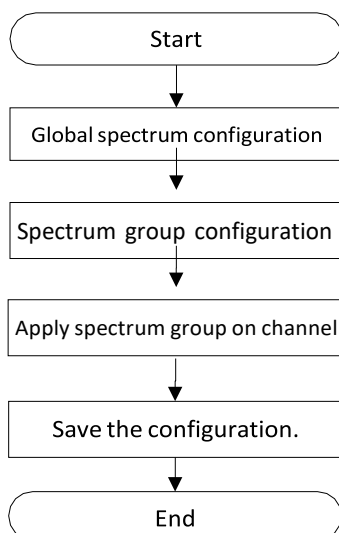 Start
Global spectrum configuration
Spectrum group configuration
Apply spectrum group on channel
Save the configuration.
End